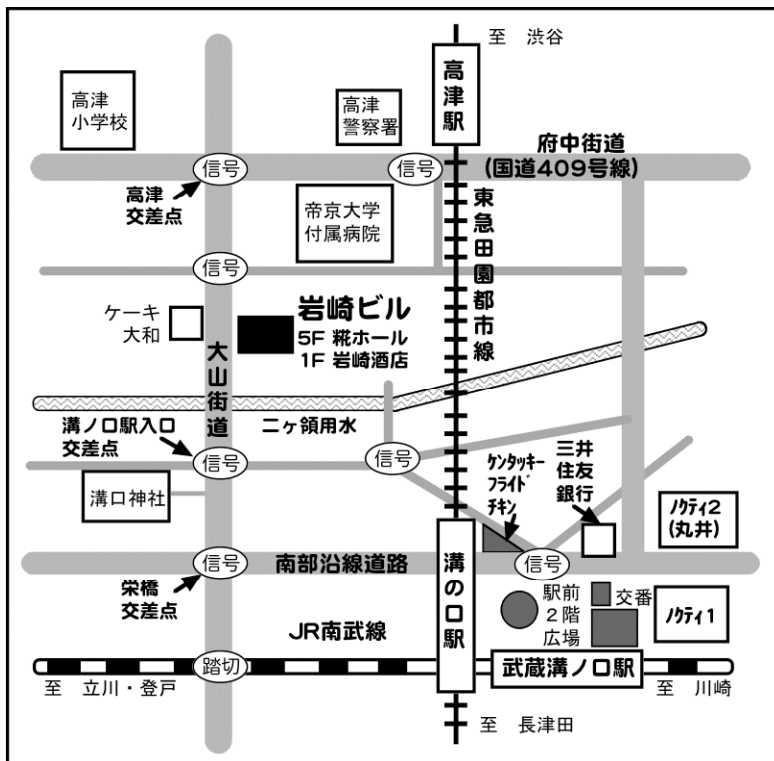 至 渋谷
高津駅
高津
小学校
高津
警察署
府中街道
(国道409号線)
信号
信号
高津
交差点
帝京大学
付属病院
東急田園都市線
信号
ケーキ
大和
岩崎ビル
5F 糀ホール
1F 岩崎酒店
大山街道
溝ノ口駅入口
交差点
二ヶ領用水
信号
信号
ケンタッキー
フライド
チキン
三井
住友
銀行
溝口神社
ノクティ2
(丸井)
信号
南部沿線道路
溝の口駅
信号
栄橋
交差点
駅前
2階
広場
交番
ノクティ1
JR南武線
踏切
武蔵溝ノ口駅
至 立川・登戸
至 川崎
至 長津田